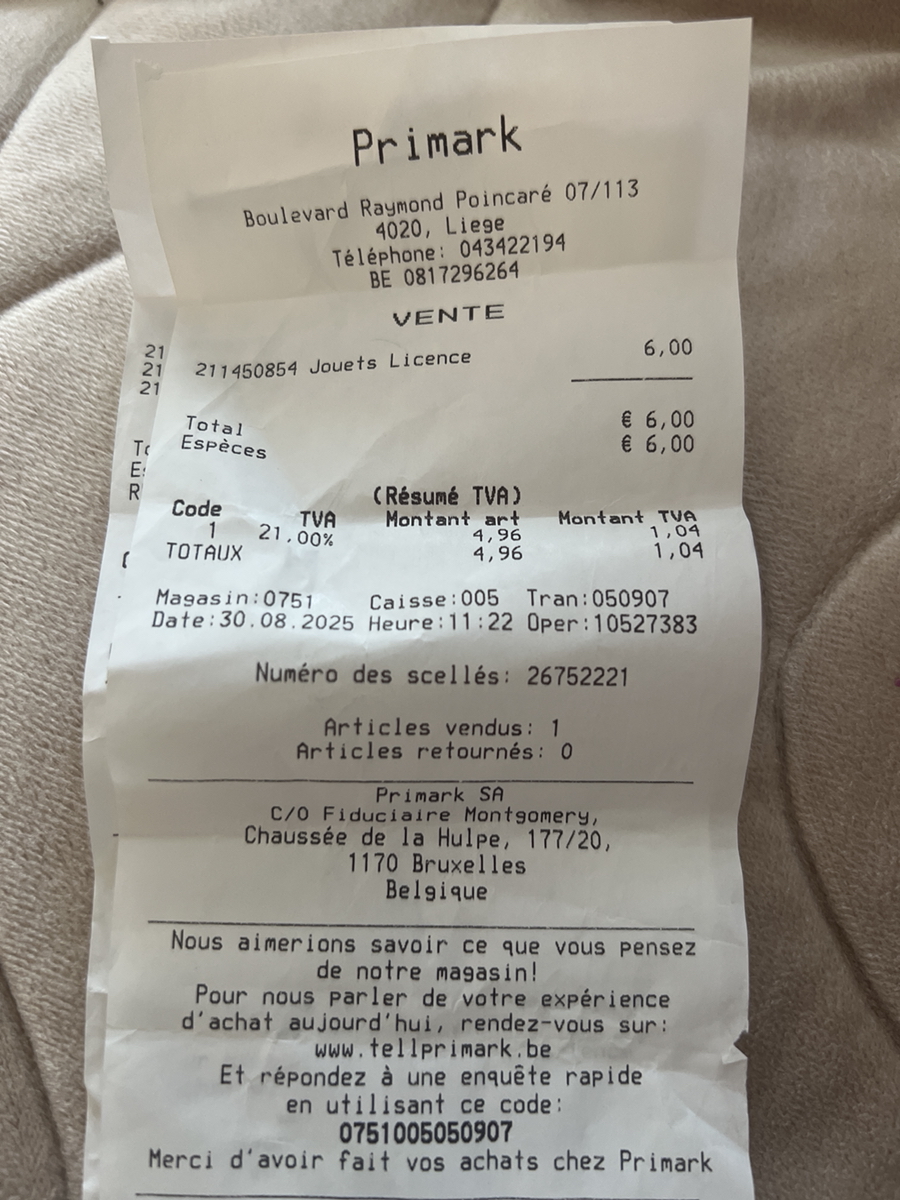 Primark
Boulevard Raymond Poincaré 07/113
4020, Liege
Téléphone: 043422194
BE 0817296264
VENTE
211450854 Jouets Licence 6,00
Total € 6,00
Espèces € 6,00
(Résumé TVA)
Code TVA Montant art Montant TVA
1 21.00% 4,96 1,04
TOTAUX 4,96 1,04
Magasin:0751 Caisse:005 Tran:050907
Date:30.08.2025 Heure:11:22 Oper:10527383
Numéro des scellés: 26752221
Articles vendus: 1
Articles retournés: 0
Primark SA
C/O Fiduciaire Montgomery,
Chaussée de la Hulpe, 177/20,
1170 Bruxelles
Belgique
Nous aimerions savoir ce que vous pensez
de notre magasin!
Pour nous parler de votre expérience
d'achat aujourd'hui, rendez-vous sur:
www.tellprimark.be
Et répondez à une enquête rapide
en utilisant ce code:
0751005050907
Merci d'avoir fait vos achats chez Primark
21
21
21